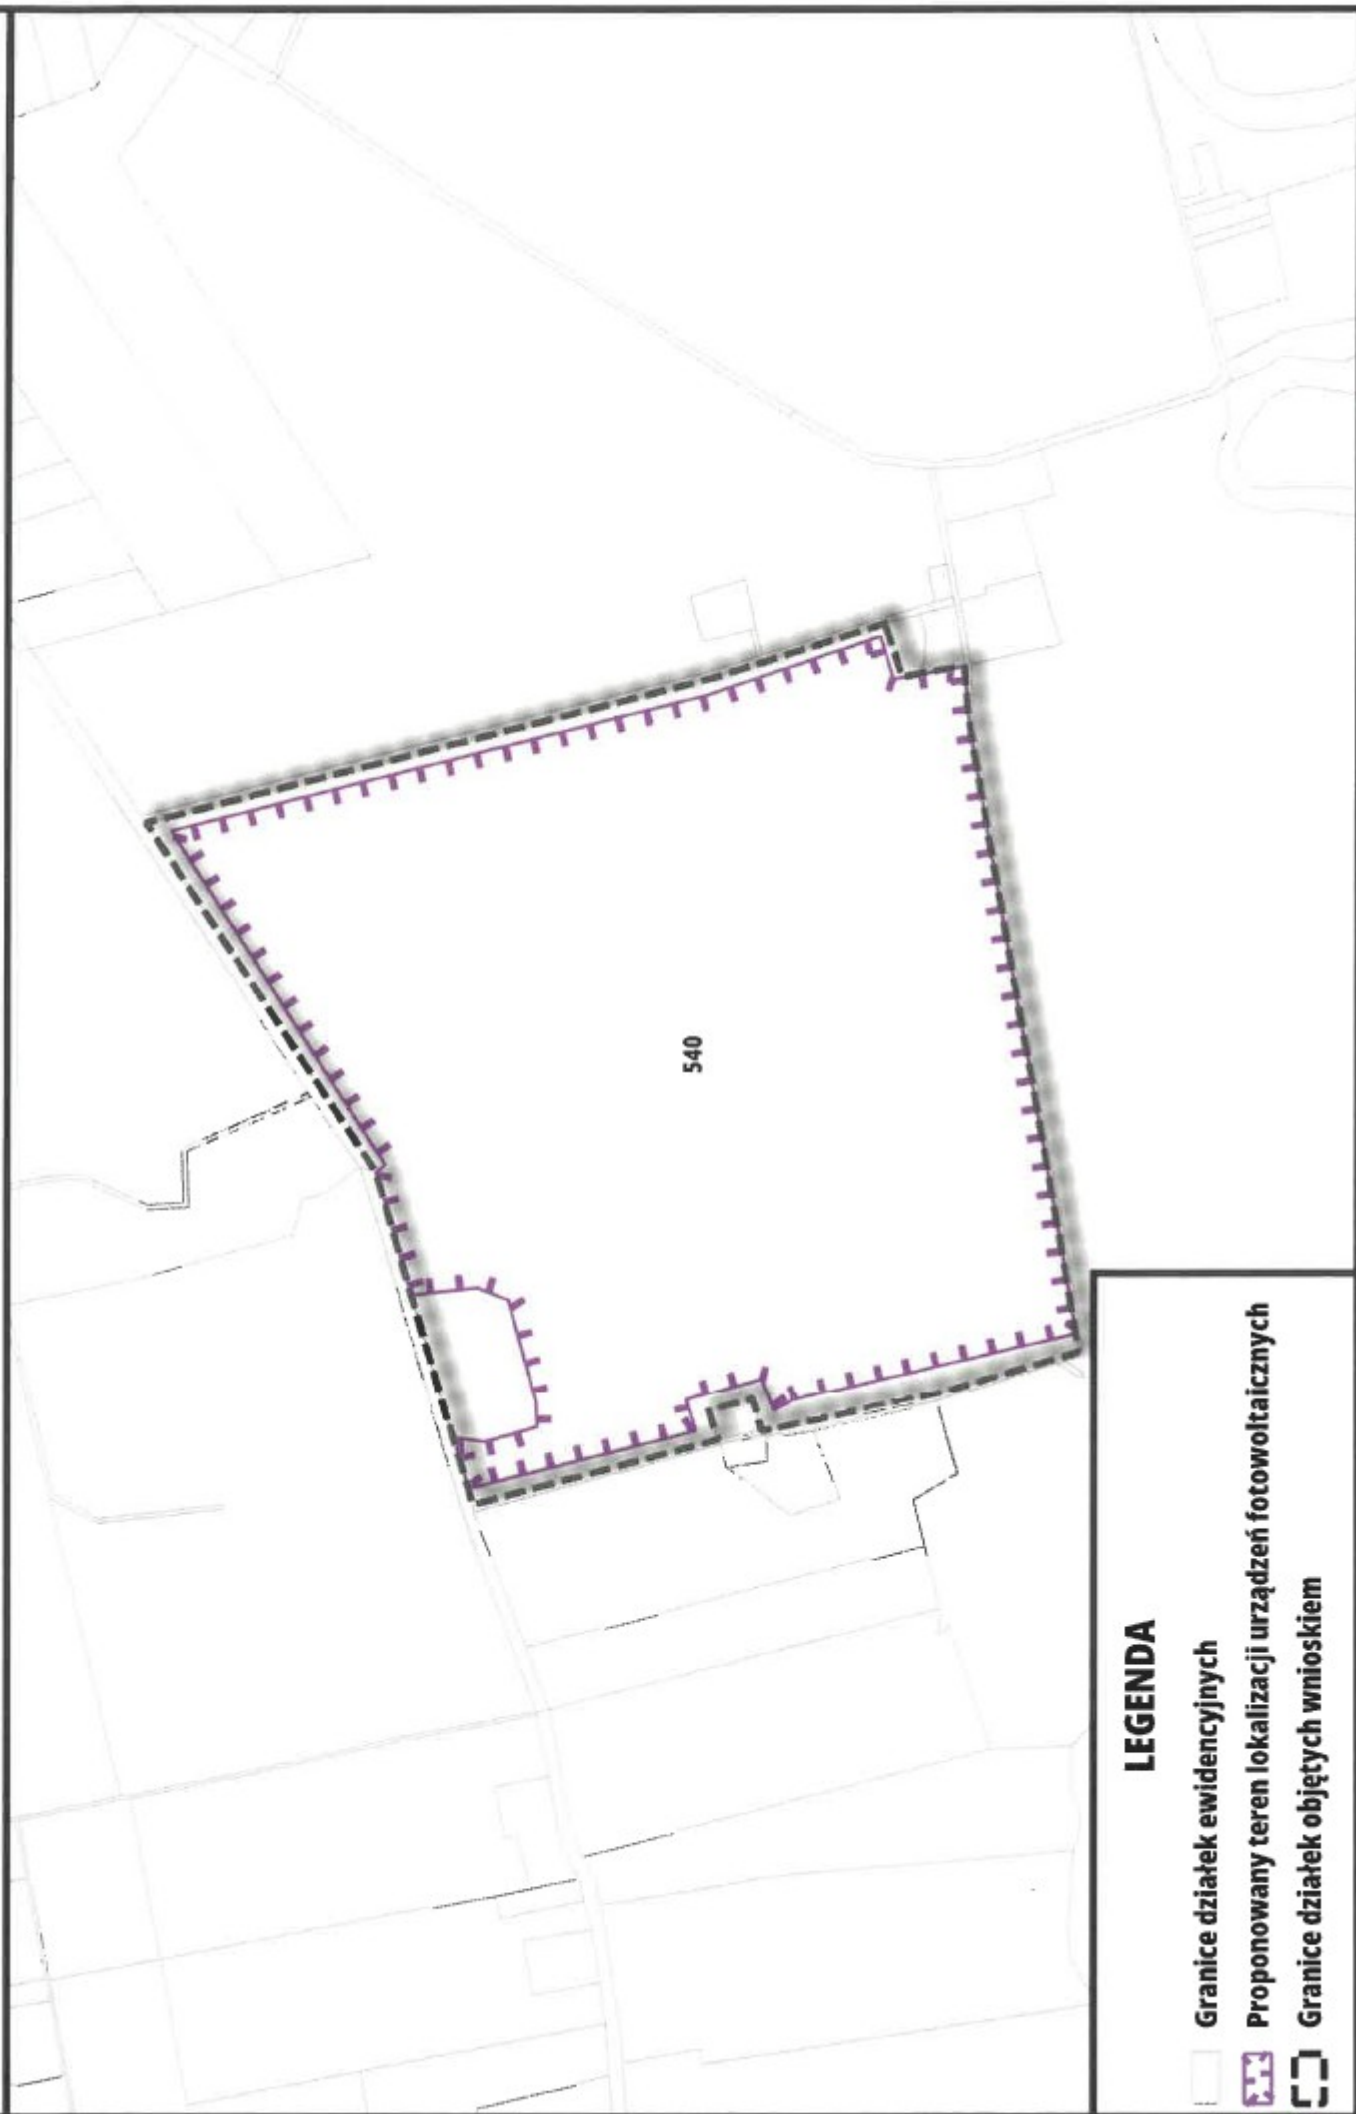 540
LEGENDA
Granice działek ewidencyjnych
Proponowany teren lokalizacji urządzeń fotowoltaicznych
Granice działek objętych wnioskiem